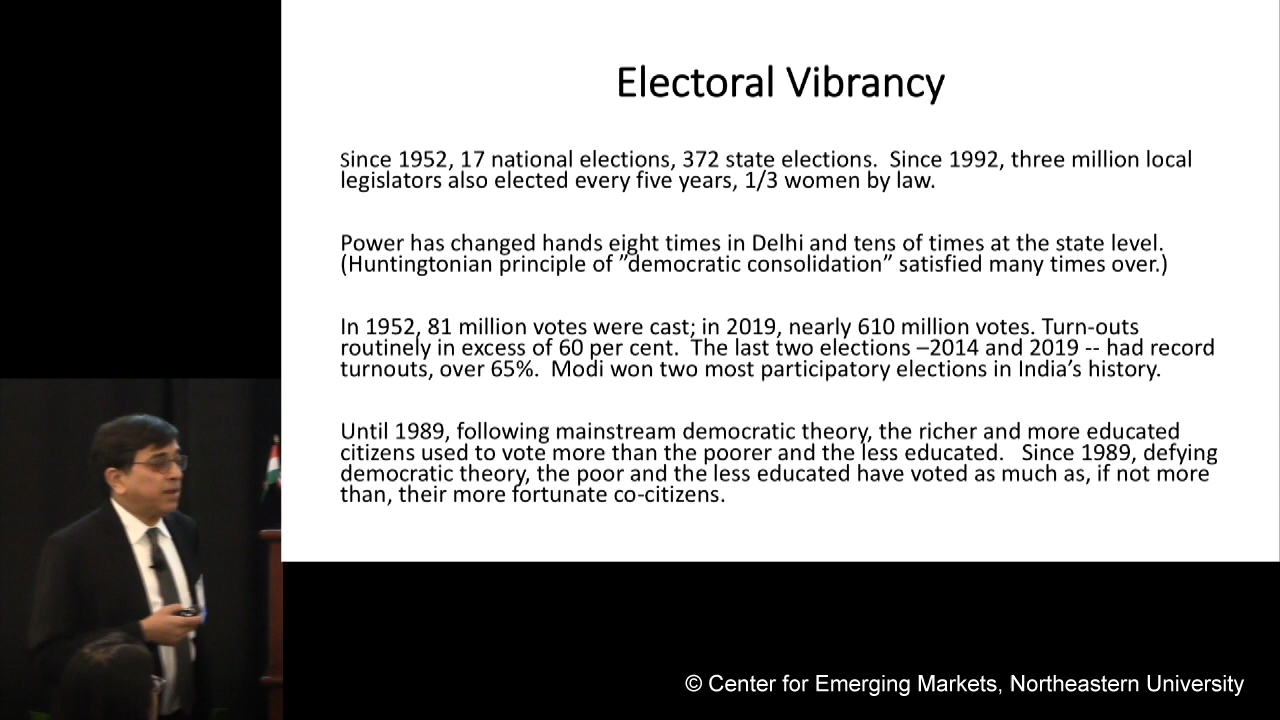 Electoral Vibrancy
Since 1952, 17 national elections, 372 state elections.  Since 1992, three million local
legislators also elected every five years, 1/3 women by law.
Power has changed hands eight times in Delhi and tens of times at the state level.
(Huntingtonian principle of ”democratic consolidation” satisfied many times over.)
In 1952, 81 million votes were cast; in 2019, nearly 610 million votes. Turn-outs
routinely in excess of 60 per cent.  The last two elections –2014 and 2019 -- had record
turnouts, over 65%.  Modi won two most participatory elections in India’s history.
Until 1989, following mainstream democratic theory, the richer and more educated
citizens used to vote more than the poorer and the less educated.   Since 1989, defying
democratic theory, the poor and the less educated have voted as much as, if not more
than, their more fortunate co-citizens.
© Center for Emerging Markets, Northeastern University